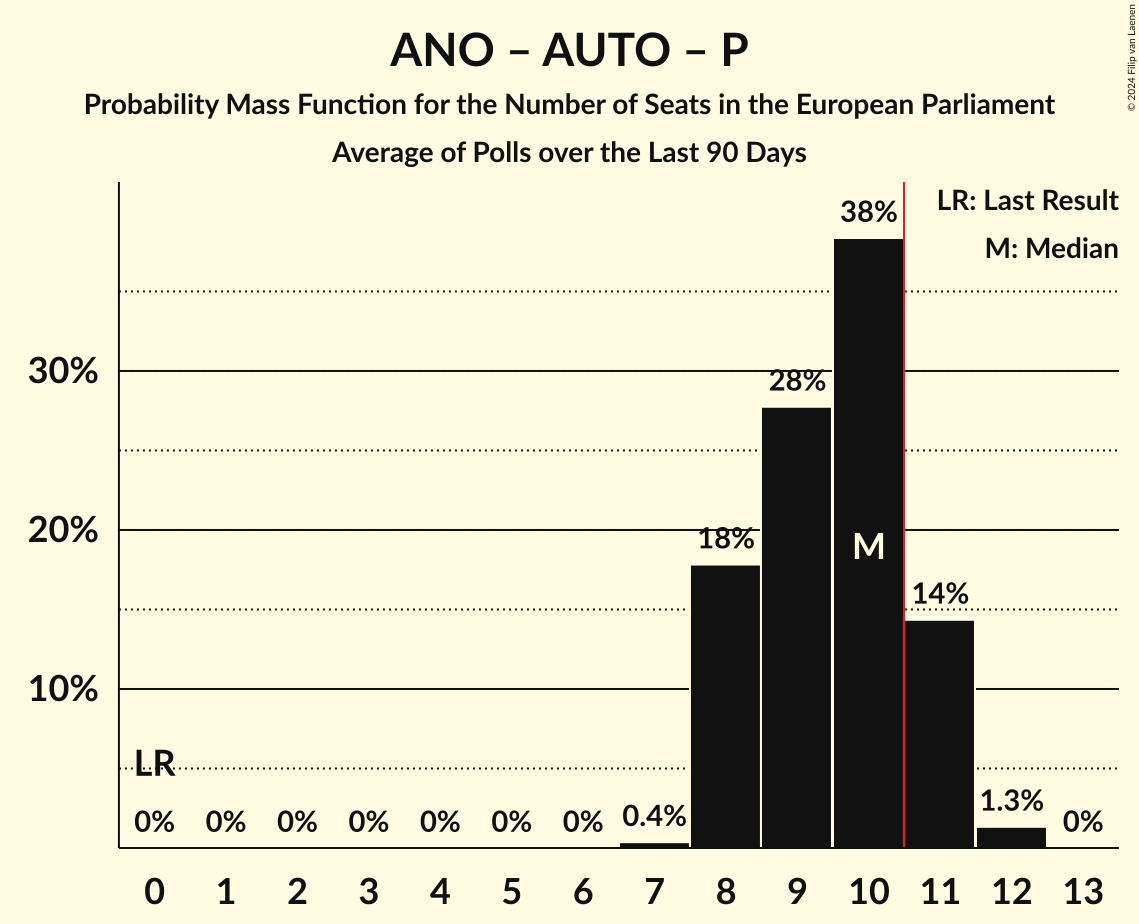 ANO – AUTO – P
Probability Mass Function for the Number of Seats in the European Parliament
Average of Polls over the Last 90 Days
© 2024 Filip van Laenen
LR: Last Result
M: Median
38%
30%
28%
20%
18%
M
14%
10%
LR
0% 0% 0% 0% 0% 0% 0% 0.4% 1.3% 0%
0 1 2 3 4 5 6 7 8 9 10 11 12 13